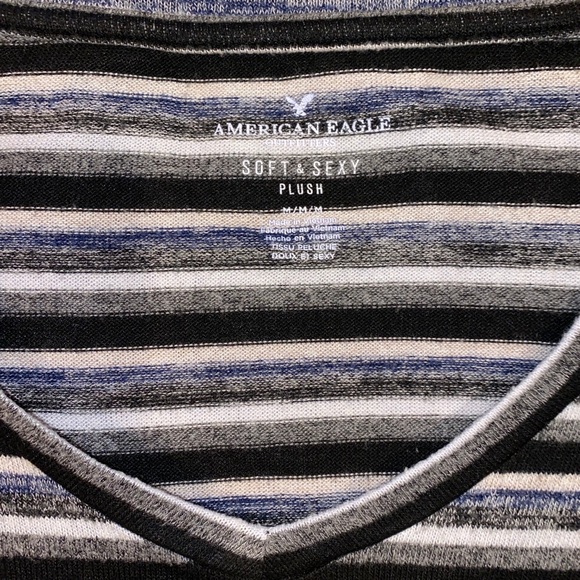 AMERICAN EAGLE
OUTFITTERS
SOFT & SEXY
PLUSH
M/M/M
Made in Vietnam
Fabriqué au Vietnam
Hecho en Vietnam
TISSU PELUCHE
DOUX ET SEXY